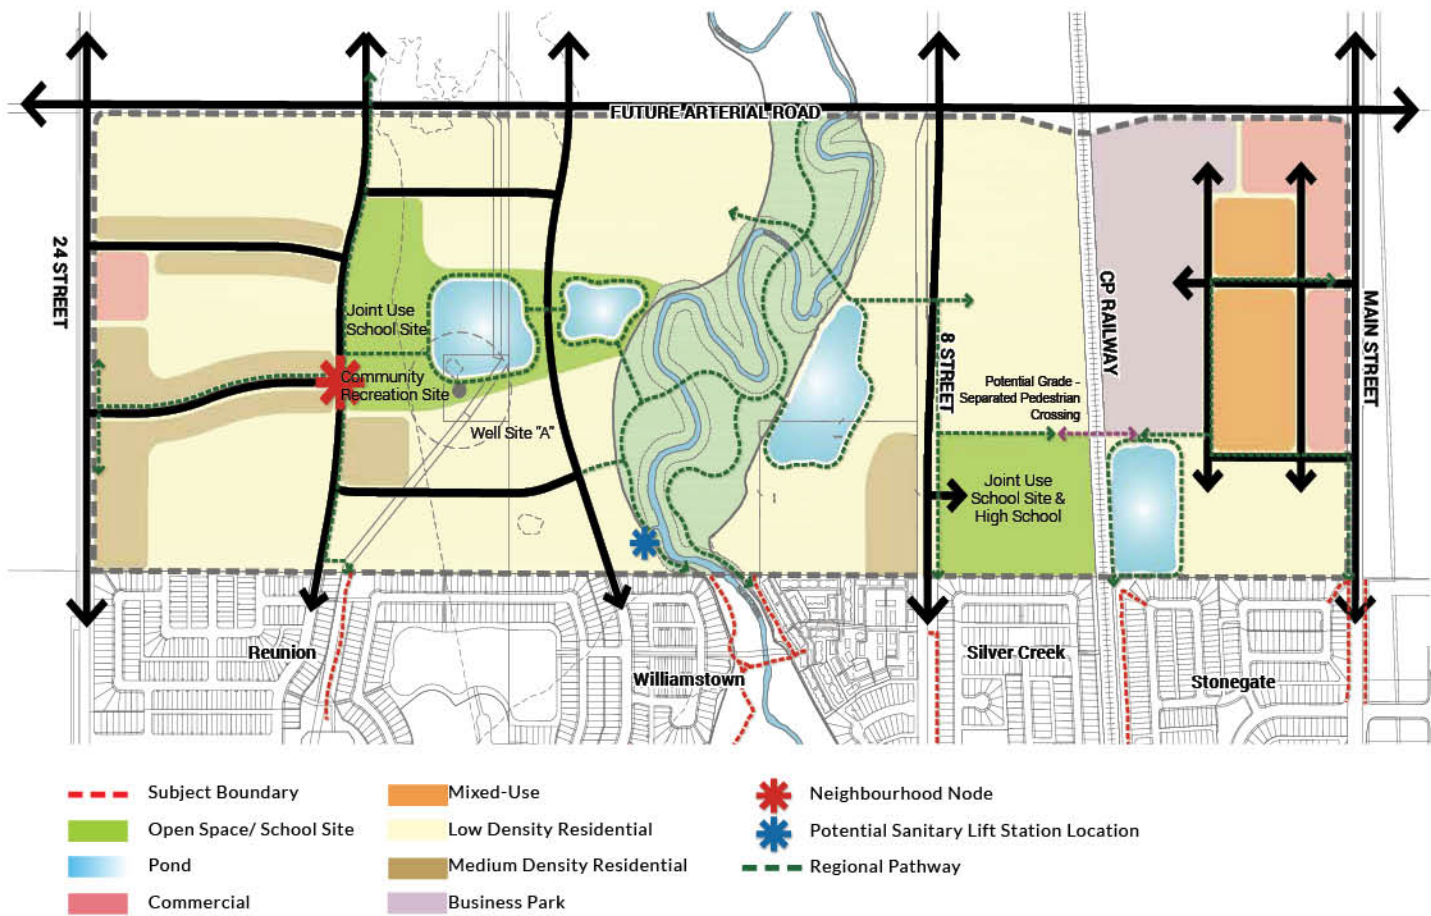 FUTURE ARTERIAL ROAD
24 STREET
Joint Use
School Site
Community
Recreation Site
Well Site "A"
8 STREET
CP RAILWAY
MAIN STREET
Potential Grade -
Separated Pedestrian
Crossing
Joint Use
School Site &
High School
Reunion
Williamstown
Silver Creek
Stonegate
Subject Boundary
Open Space/ School Site
Pond
Commercial
Mixed-Use
Low Density Residential
Medium Density Residential
Business Park
Neighbourhood Node
Potential Sanitary Lift Station Location
Regional Pathway